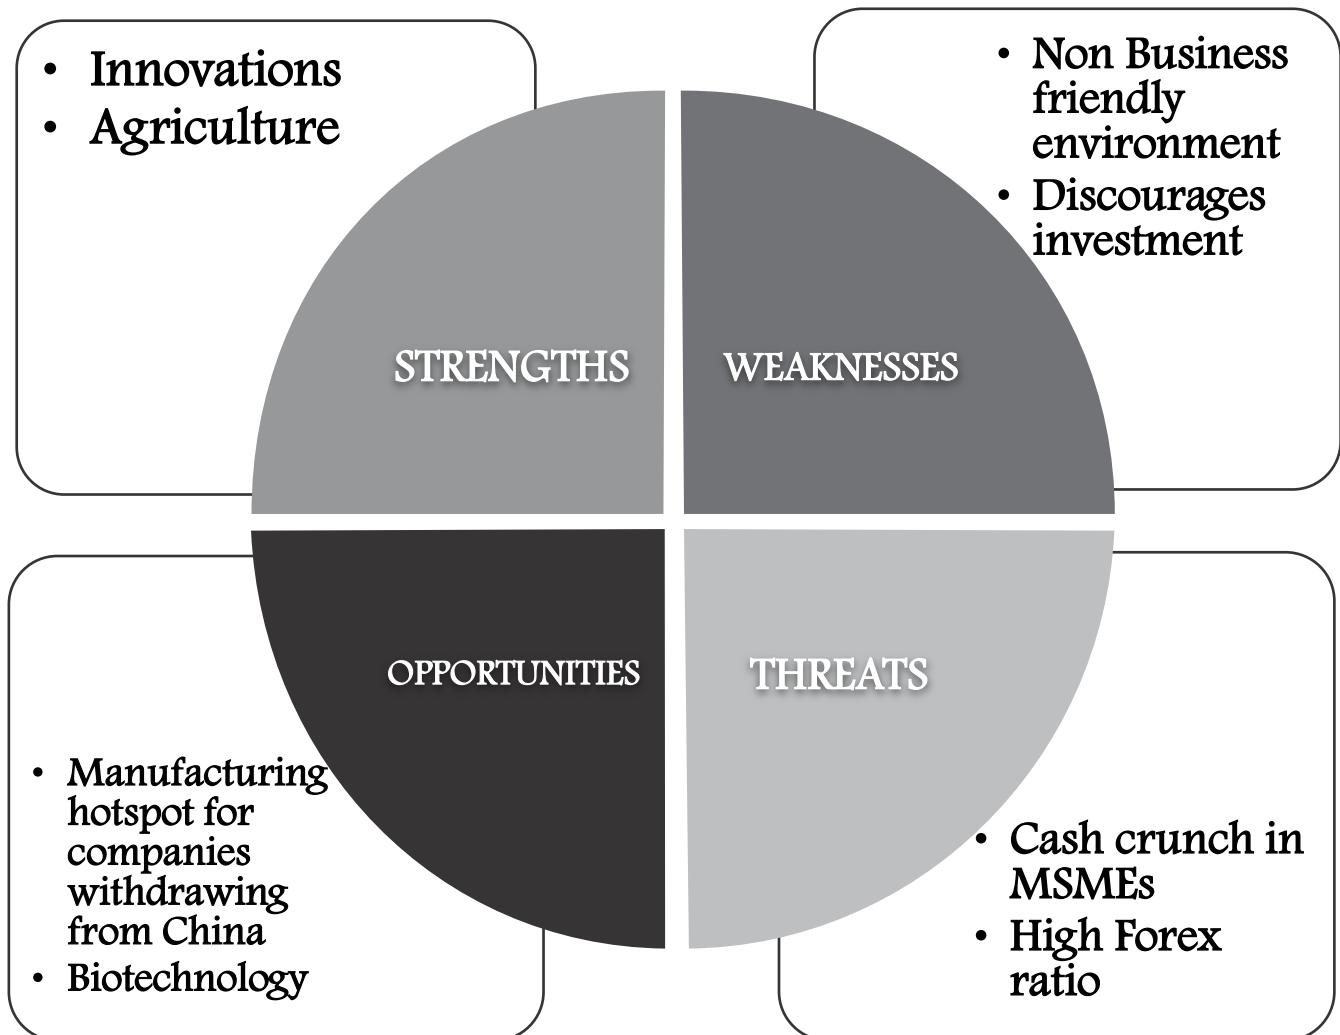 • Innovations
• Agriculture
• Non Business
friendly
environment
• Discourages
investment
STRENGTHS
WEAKNESSES
OPPORTUNITIES
THREATS
• Manufacturing
hotspot for
companies
withdrawing
from China
• Biotechnology
• Cash crunch in
MSMEs
• High Forex
ratio